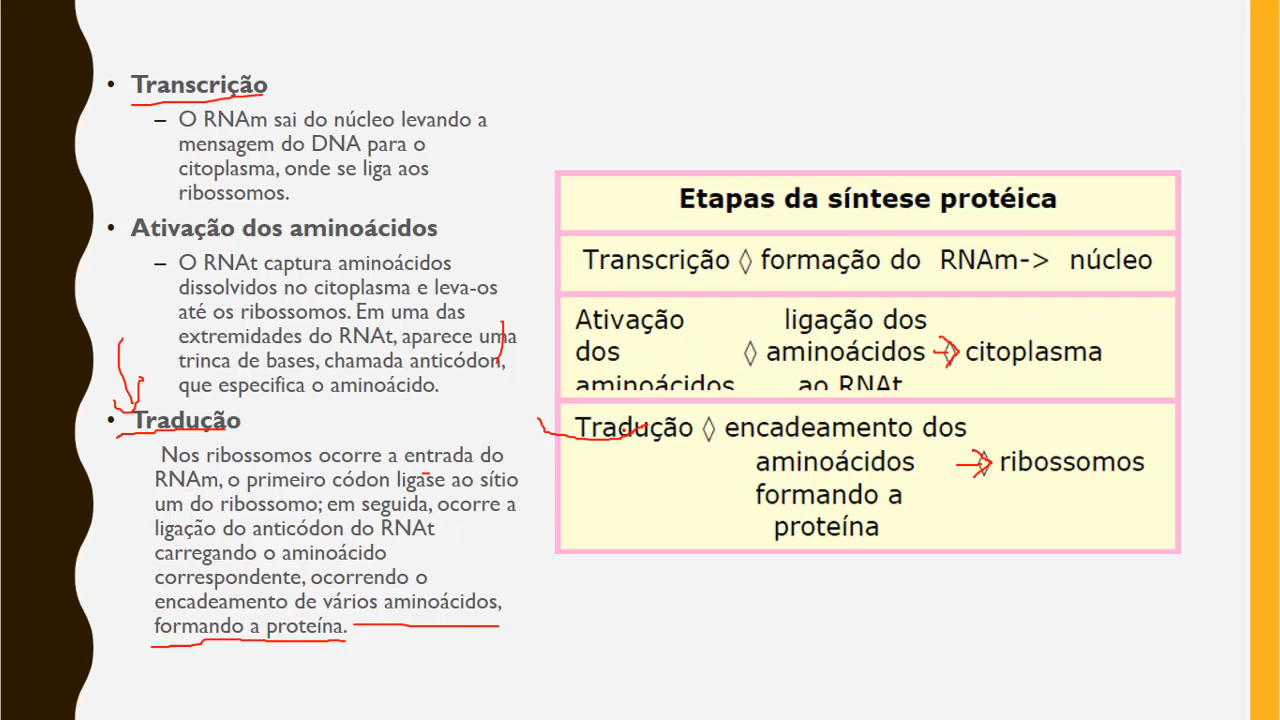 • Transcrição
– O RNAm sai do núcleo levando a
mensagem do DNA para o
citoplasma, onde se liga aos
ribossomos.
• Ativação dos aminoácidos
– O RNAt captura aminoácidos
dissolvidos no citoplasma e leva-os
até os ribossomos. Em uma das
extremidades do RNAt, aparece uma
trinca de bases, chamada anticódon,
que especifica o aminoácido.
• Tradução
Nos ribossomos ocorre a entrada do
RNAm, o primeiro códon ligase ao sítio
um do ribossomo; em seguida, ocorre a
ligação do anticódon do RNAt
carregando o aminoácido
correspondente, ocorrendo o
encadeamento de vários aminoácidos,
formando a proteína.
Etapas da síntese protéica
Transcrição ◊ formação do RNAm-> núcleo
Ativação ligação dos
dos ◊ aminoácidos ◊ citoplasma
aminoácidos ao RNAt
Tradução ◊ encadeamento dos
aminoácidos ◊ ribossomos
formando a
proteína